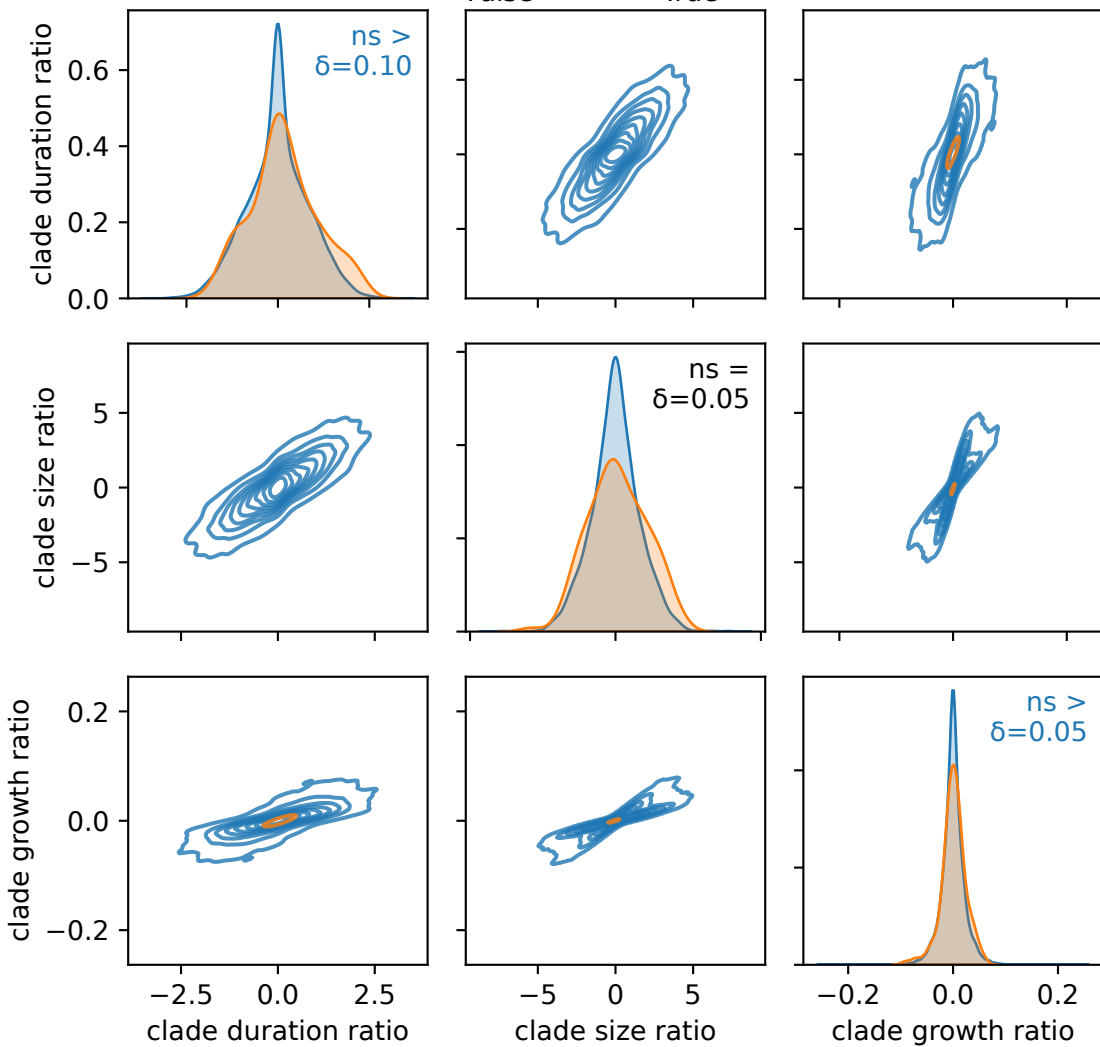 clade duration ratio
0.6
0.4
0.2
0.0
ns >
δ=0.10
clade size ratio
5
0
−5
ns =
δ=0.05
clade growth ratio
0.2
0.0
−0.2
ns >
δ=0.05
−2.5 0.0 2.5
−5 0 5
−0.2 0.0 0.2
clade duration ratio
clade size ratio
clade growth ratio